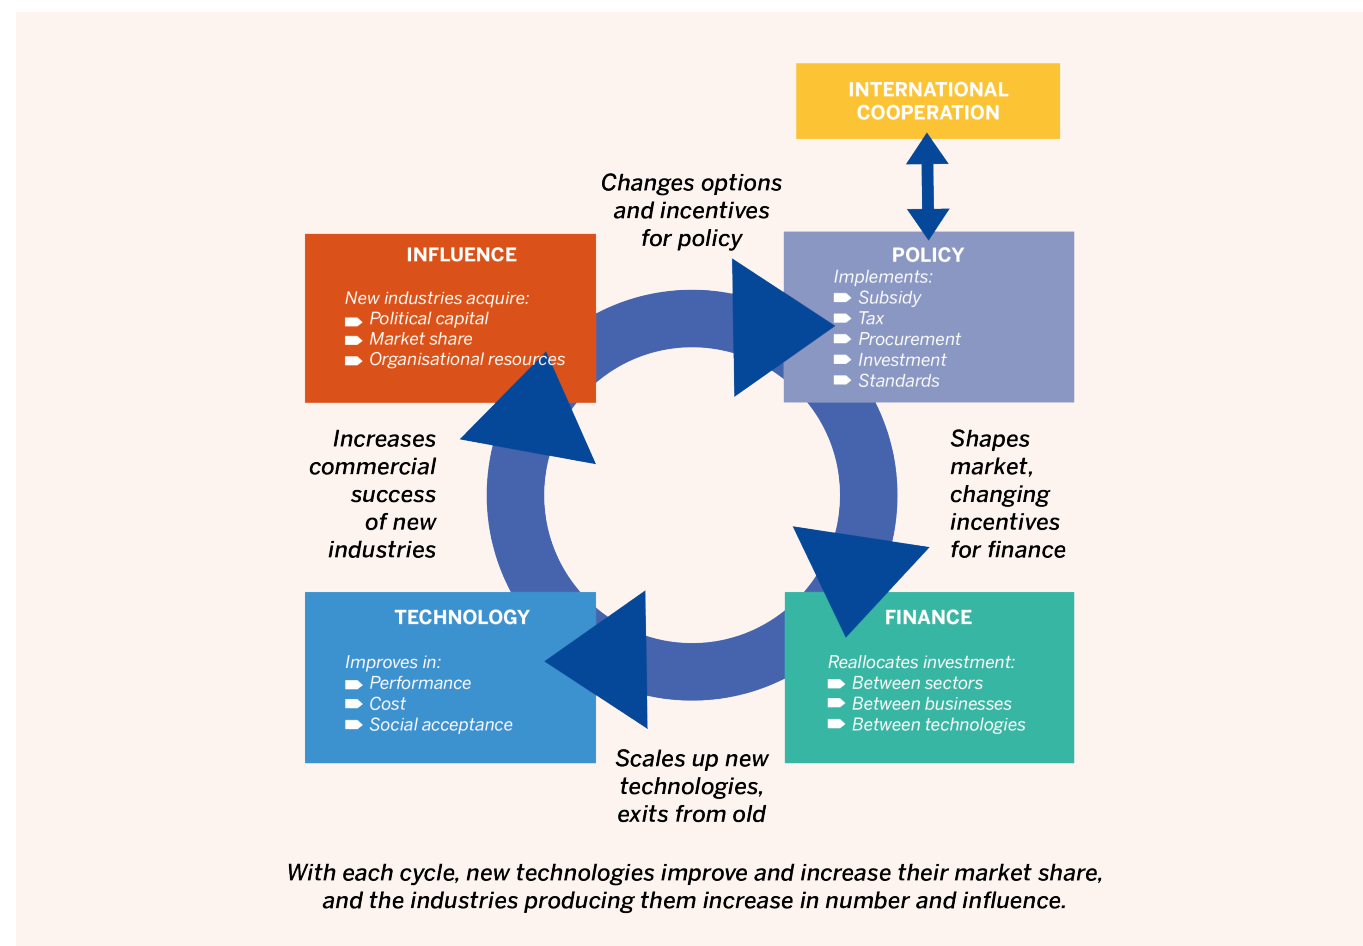 INTERNATIONAL
COOPERATION
Changes options
and incentives
for policy
INFLUENCE
New industries acquire:
Political capital
Market share
Organisational resources
POLICY
Implements:
Subsidy
Tax
Procurement
Investment
Standards
Increases
commercial
success
of new
industries
Shapes
market,
changing
incentives
for finance
TECHNOLOGY
Improves in:
Performance
Cost
Social acceptance
FINANCE
Reallocates investment:
Between sectors
Between businesses
Between technologies
Scales up new
technologies,
exits from old
With each cycle, new technologies improve and increase their market share,
and the industries producing them increase in number and influence.